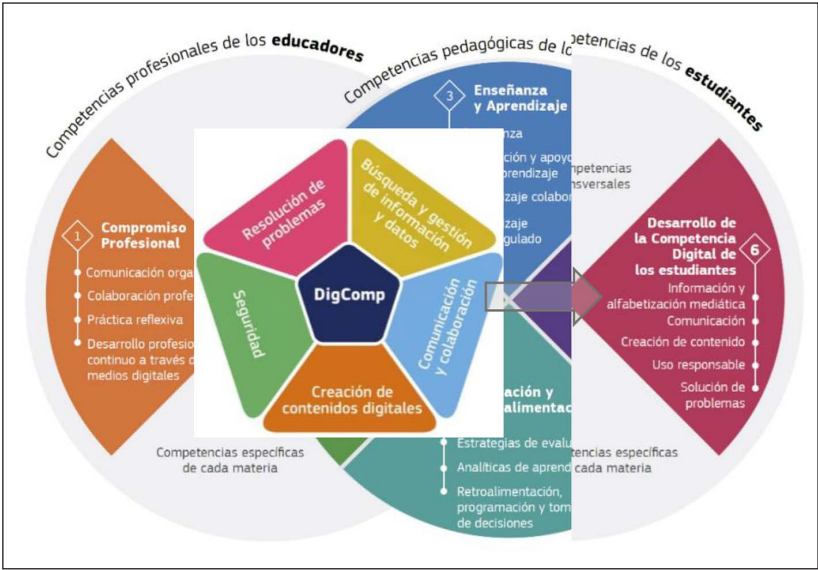 Competencias profesionales de los educadores
Competencias pedagógicas de lo
petencias de los estudiantes
1
Compromiso
Profesional
Comunicación orga
Colaboración profe
Práctica reflexiva
Desarrollo profesio
continuo a través d
medios digitales
Competencias específicas
de cada materia
Resolución de
problemas
Búsqueda y gestión
de información
y datos
DigComp
Seguridad
Comunicación
y colaboración
Creación de
contenidos digitales
3
Enseñanza
y Aprendizaje
nza
ción y apoyo
prendizaje
zaje colabor
zaje
gulado
ación y
alimentac
Estrategias de evalu
Analíticas de aprend
Retroalimentación,
programación y tom
de decisiones
mpetencias
nsversales
Desarrollo de
la Competencia
Digital de
los estudiantes
6
Información y
alfabetización mediática
Comunicación
Creación de contenido
Uso responsable
Solución de
problemas
tencias específicas
cada materia